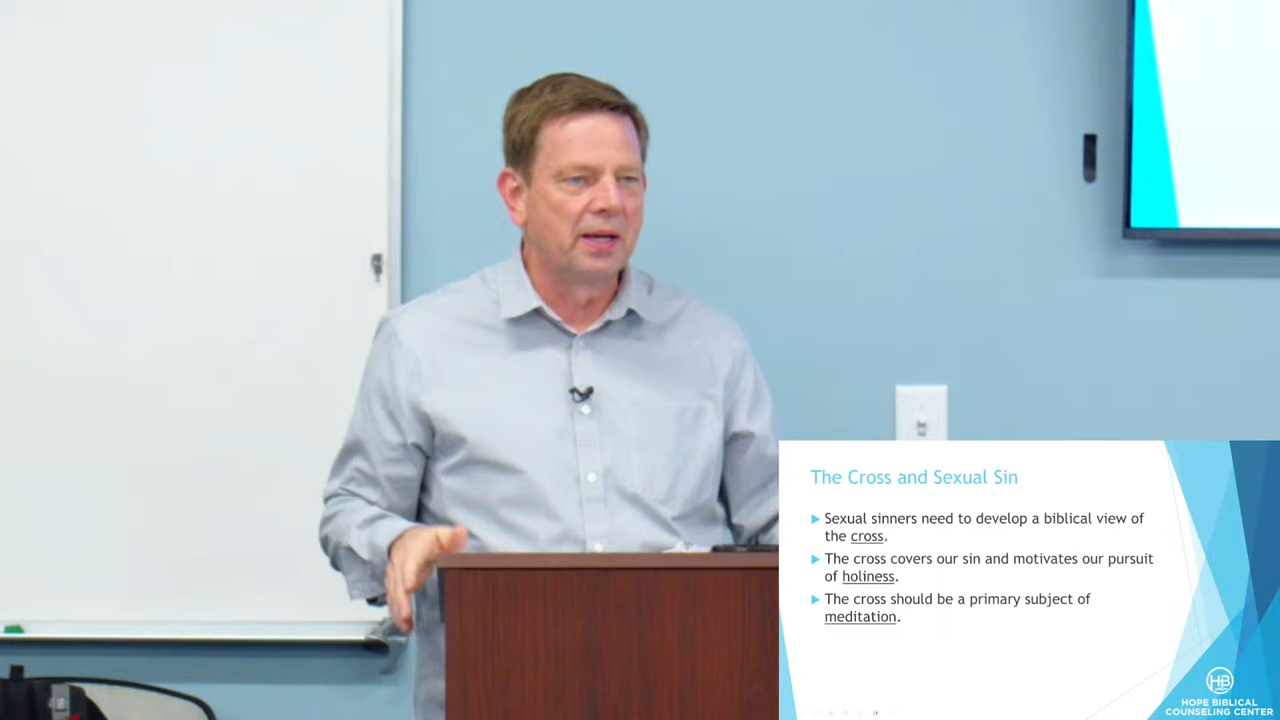 The Cross and Sexual Sin
Sexual sinners need to develop a biblical view of
the cross.
The cross covers our sin and motivates our pursuit
of holiness.
The cross should be a primary subject of
meditation.
HB
HOPE BIBLICAL
COUNSELING CENTER